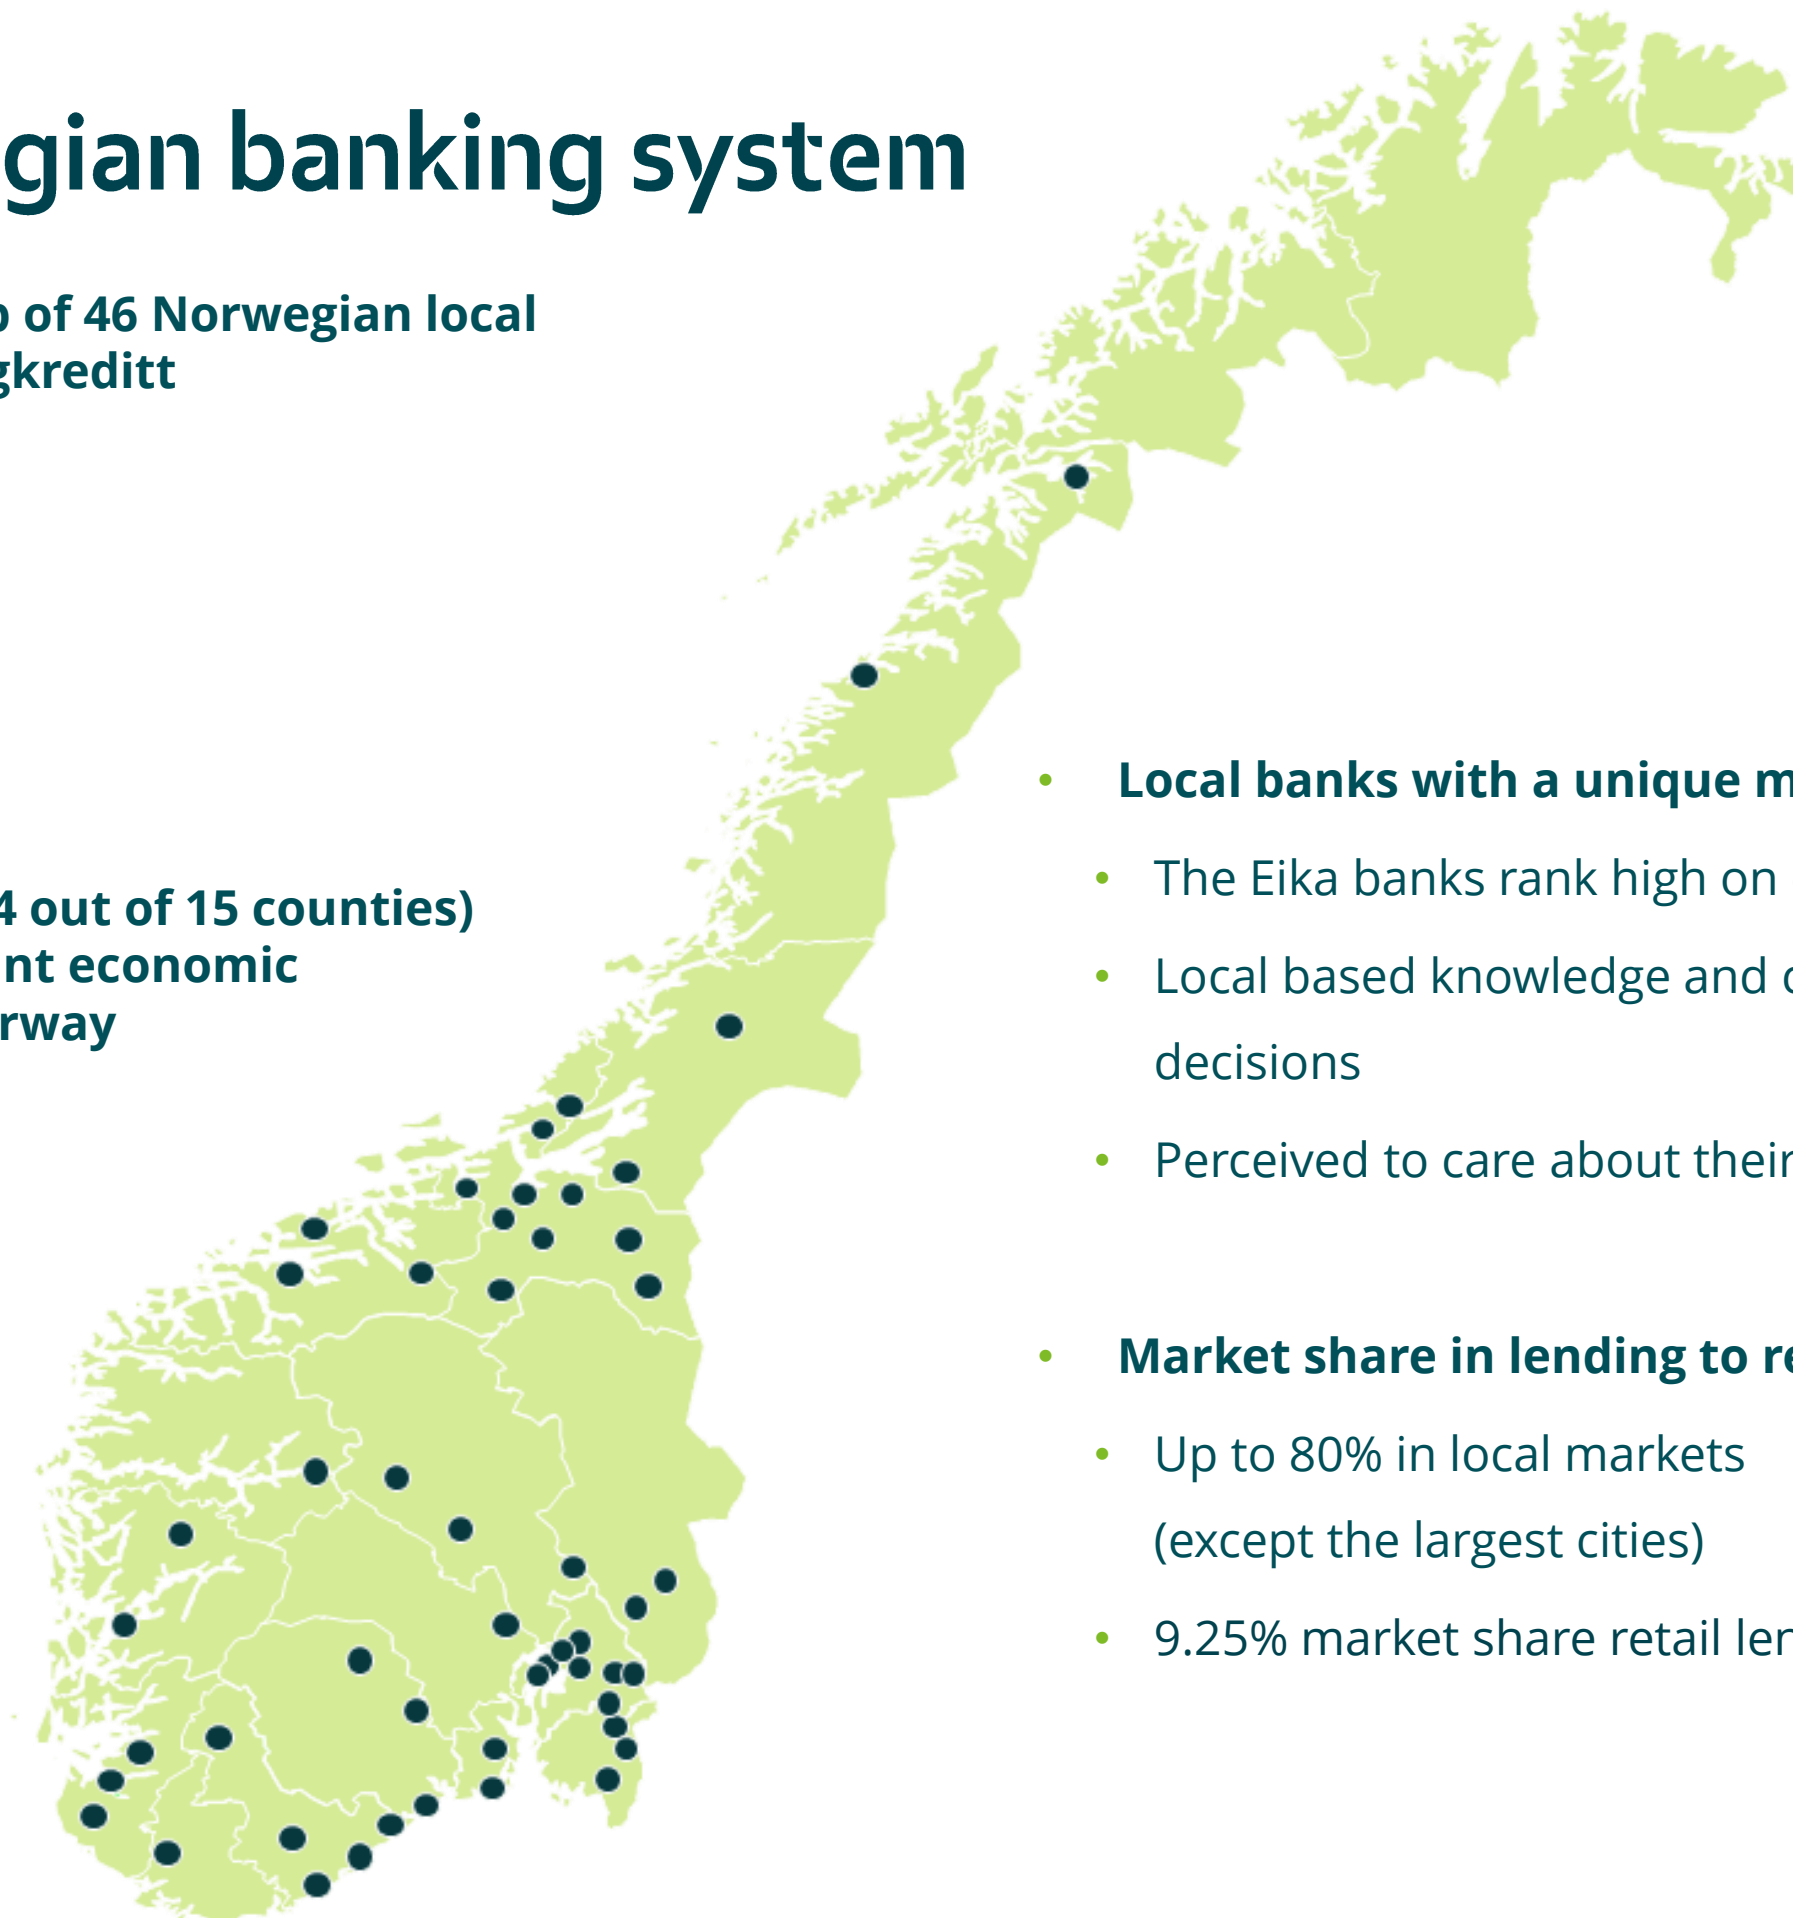 gian banking system
of 46 Norwegian local
gkreditt
4 out of 15 counties)
nt economic
rway
• Local banks with a unique m
• The Eika banks rank high on
• Local based knowledge and
decisions
• Perceived to care about their
• Market share in lending to re
• Up to 80% in local markets
(except the largest cities)
• 9.25% market share retail len